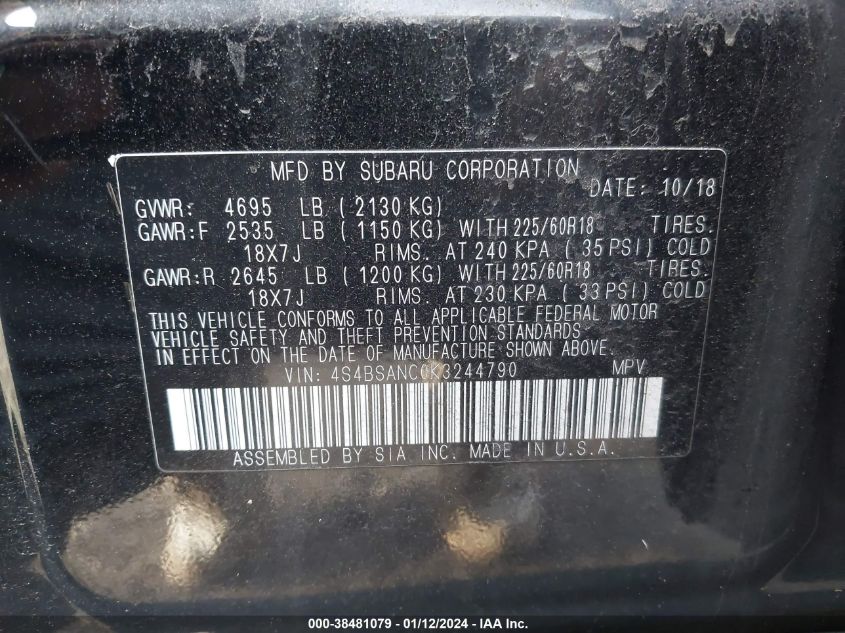 MFD BY SUBARU CORPORATION
DATE: 10/18
GVWR: 4695 LB ( 2130 KG)
GAWR:F 2535 LB ( 1150 KG) WITH 225/60R18 TIRES.
18X7J RIMS. AT 240 KPA ( 35 PSI) COLD
GAWR:R 2645 LB ( 1200 KG) WITH 225/60R18 TIRES.
18X7J RIMS. AT 230 KPA ( 33 PSI) COLD
THIS VEHICLE CONFORMS TO ALL APPLICABLE FEDERAL MOTOR
VEHICLE SAFETY AND THEFT PREVENTION STANDARDS
IN EFFECT ON THE DATE OF MANUFACTURE SHOWN ABOVE.
VIN: 4S4BSANC0K3244790 MPV
ASSEMBLED BY SIA INC. MADE IN U.S.A.
000-38481079 - 01/12/2024 - IAA Inc.